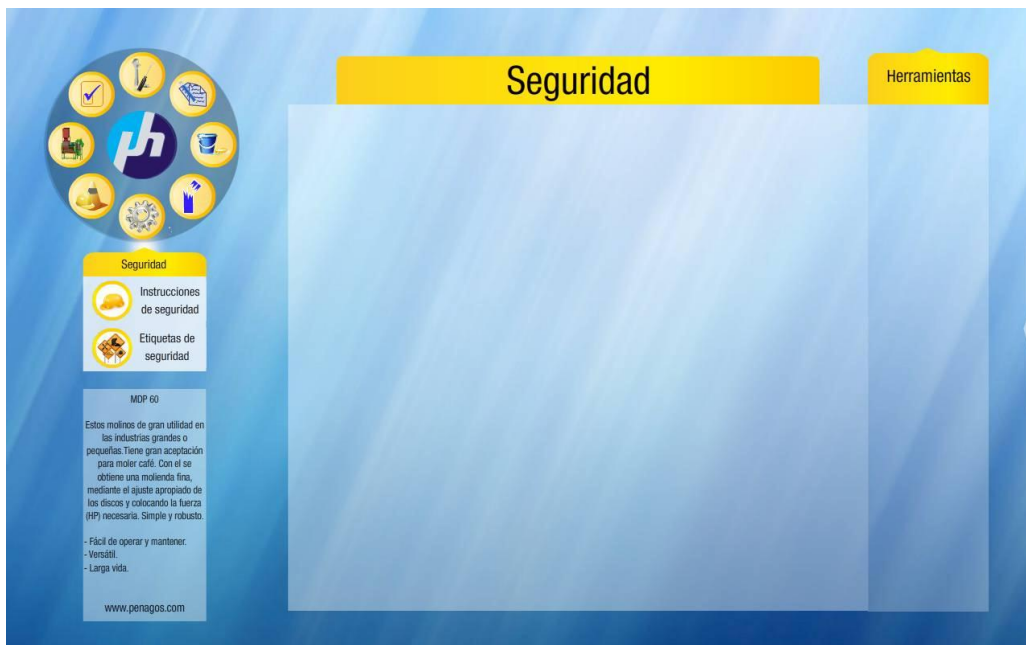 Seguridad
Herramientas
Seguridad
Instrucciones
de seguridad
Etiquetas de
seguridad
MDP 60
Estos molinos de gran utilidad en
las industrias grandes o
pequeñas.Tiene gran aceptación
para moler café. Con el se
obtiene una molienda fina,
mediante el ajuste apropiado de
los discos y colocando la fuerza
(HP) necesaria. Simple y robusto.
- Fácil de operar y mantener.
- Versátil.
- Larga vida.
www.penagos.com